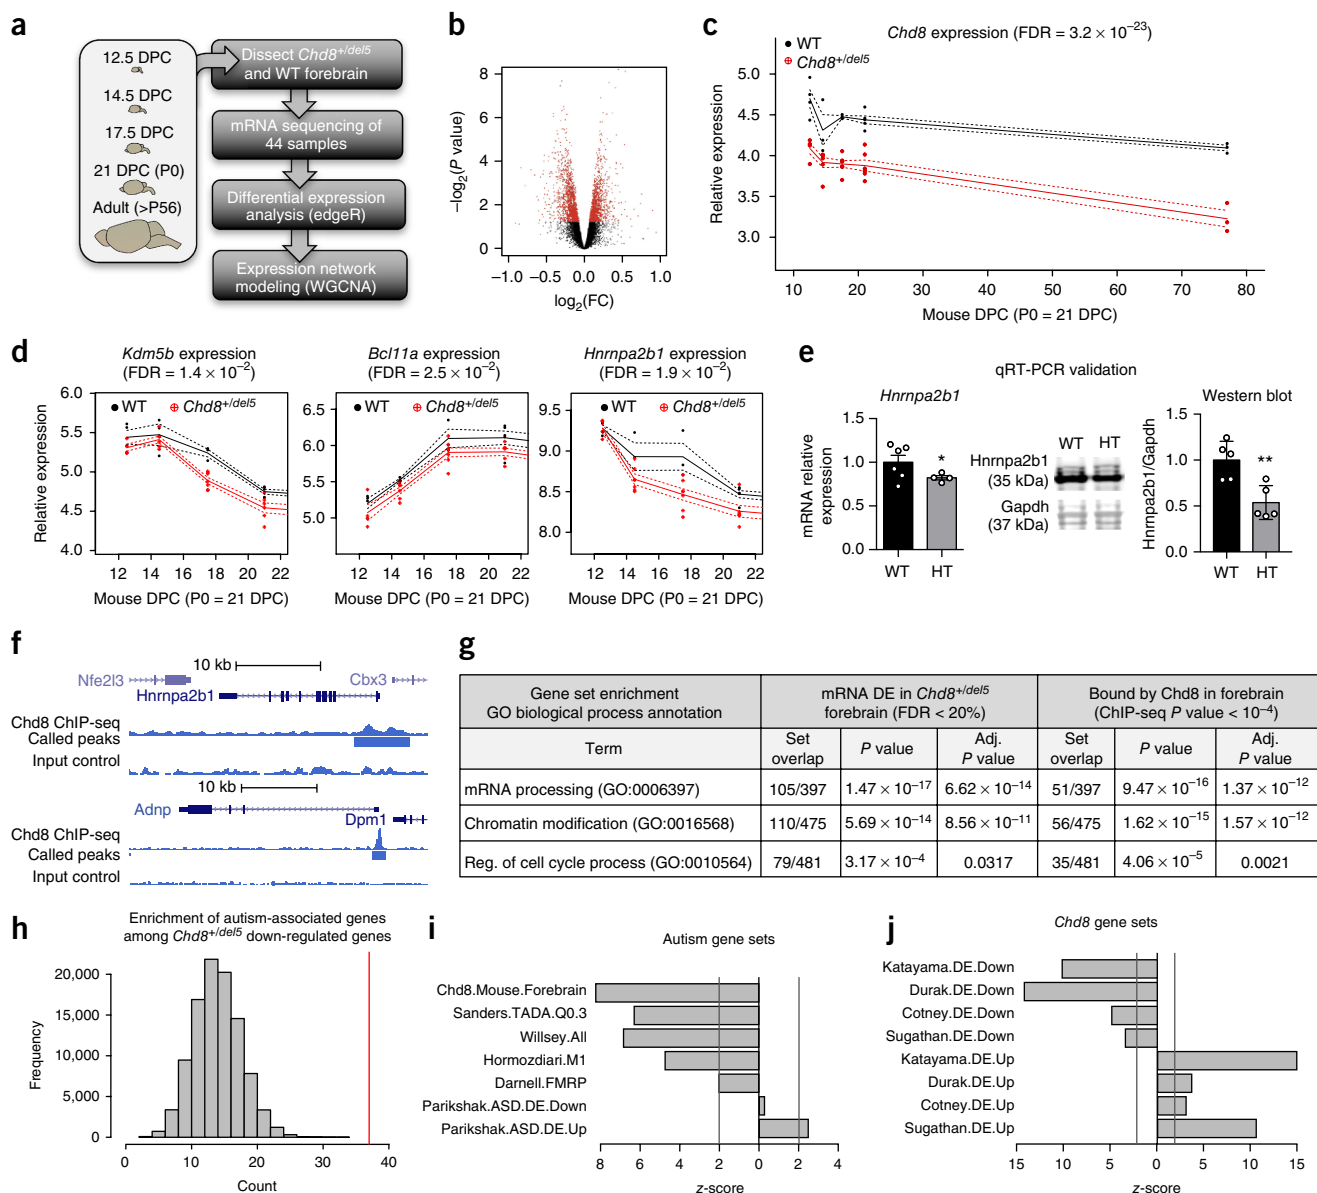 a
12.5 DPC
14.5 DPC
17.5 DPC
21 DPC (P0)
Adult (>P56)
Dissect Chd8+/del5
and WT forebrain
mRNA sequencing of
44 samples
Differential expression
analysis (edgeR)
Expression network
modeling (WGCNA)
b
8
6
4
2
0
–log2(P value)
−1.0
−0.5
0.0
0.5
1.0
log2(FC)
c
Chd8 expression (FDR = 3.2 × 10−23)
WT
Chd8+/del5
5.0
4.5
4.0
3.5
3.0
Relative expression
10 20 30 40 50 60 70 80
Mouse DPC (P0 = 21 DPC)
d
Kdm5b expression
(FDR = 1.4 × 10−2)
Bcl11a expression
(FDR = 2.5 × 10−2)
Hnrnpa2b1 expression
(FDR = 1.9 × 10−2)
WT
Chd8+/del5
WT
Chd8+/del5
WT
Chd8+/del5
Relative expression
6.0
5.5
5.0
4.5
4.0
6.5
6.0
5.5
5.0
9.5
9.0
8.5
8.0
12 14 16 18 20 22
12 14 16 18 20 22
12 14 16 18 20 22
Mouse DPC (P0 = 21 DPC)
Mouse DPC (P0 = 21 DPC)
e
qRT-PCR validation
Hnrnpa2b1
mRNA relative
expression
1.5
1.0
0.5
0
*
WT HT
WT HT
Hnrnpa2b1
(35 kDa)
Gapdh
(37 kDa)
Western blot
Hnrnpa2b1/Gapdh
1.5
1.0
0.5
0
**
WT HT
f
10 kb
Nfe2l3
Cbx3
Hnrnpa2b1
Chd8 ChIP-seq
Called peaks
Input control
10 kb
Adnp
Dpm1
Chd8 ChIP-seq
Called peaks
Input control
g
Gene set enrichment
GO biological process annotation
mRNA DE in Chd8+/del5
forebrain (FDR < 20%)
Bound by Chd8 in forebrain
(ChIP-seq P value < 10−4)
Term
Set
overlap
P value
Adj.
P value
Set
overlap
P value
Adj.
P value
mRNA processing (GO:0006397) 105/397 1.47 × 10−17 6.62 × 10−14 51/397 9.47 × 10−16 1.37 × 10−12
Chromatin modification (GO:0016568) 110/475 5.69 × 10−14 8.56 × 10−11 56/475 1.62 × 10−15 1.57 × 10−12
Reg. of cell cycle process (GO:0010564) 79/481 3.17 × 10−4 0.0317 35/481 4.06 × 10−5 0.0021
h
Enrichment of autism-associated genes
among Chd8+/del5 down-regulated genes
20,000
15,000
10,000
5,000
0
Frequency
0 10 20 30 40
Count
i
Autism gene sets
Chd8.Mouse.Forebrain
Sanders.TADA.Q0.3
Willsey.All
Hormozdiari.M1
Darnell.FMRP
Parikshak.ASD.DE.Down
Parikshak.ASD.DE.Up
8 6 4 2 0 2 4
z-score
j
Chd8 gene sets
Katayama.DE.Down
Durak.DE.Down
Cotney.DE.Down
Sugathan.DE.Down
Katayama.DE.Up
Durak.DE.Up
Cotney.DE.Up
Sugathan.DE.Up
15 10 5 0 5 10 15
z-score